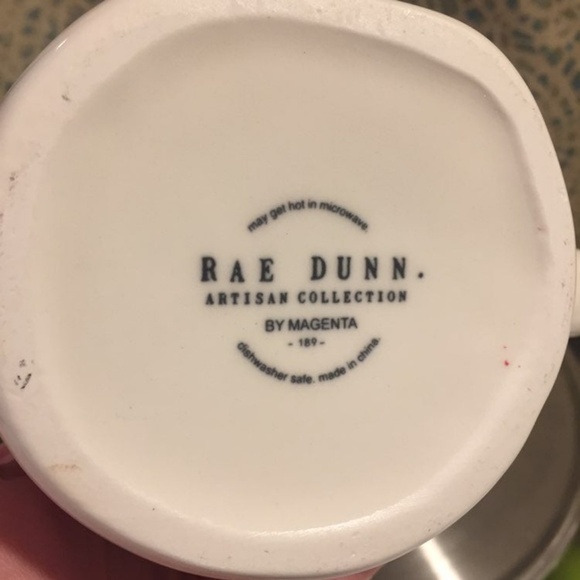 may get hot in microwave.
RAE DUNN.
ARTISAN COLLECTION
BY MAGENTA
- 189 -
dishwasher safe. made in china.